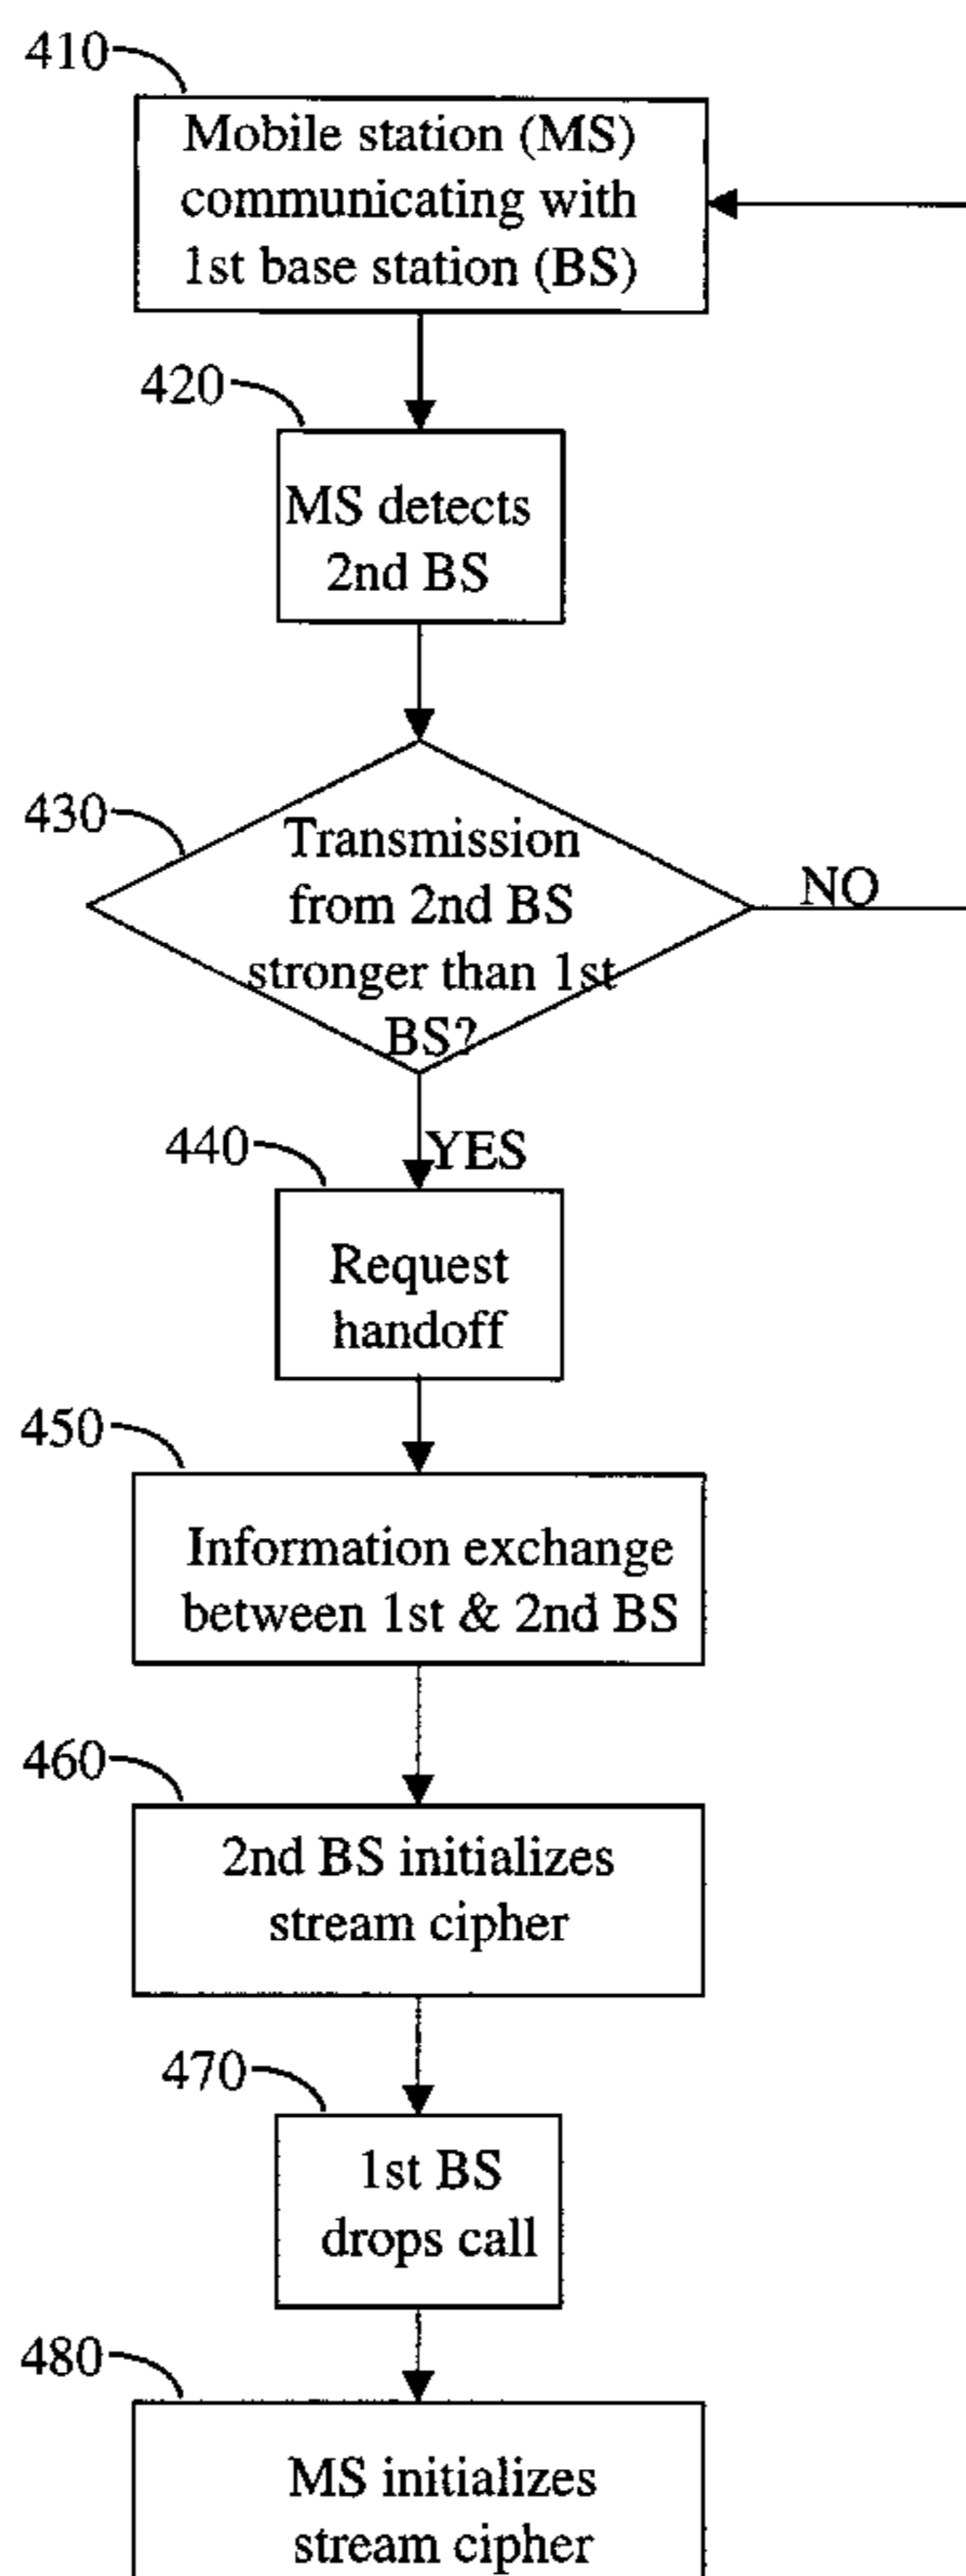 410
Mobile station (MS)
communicating with
1st base station (BS)
420
MS detects
2nd BS
430
Transmission
from 2nd BS
stronger than 1st
BS?
NO
YES
440
Request
handoff
450
Information exchange
between 1st & 2nd BS
460
2nd BS initializes
stream cipher
470
1st BS
drops call
480
MS initializes
stream cipher